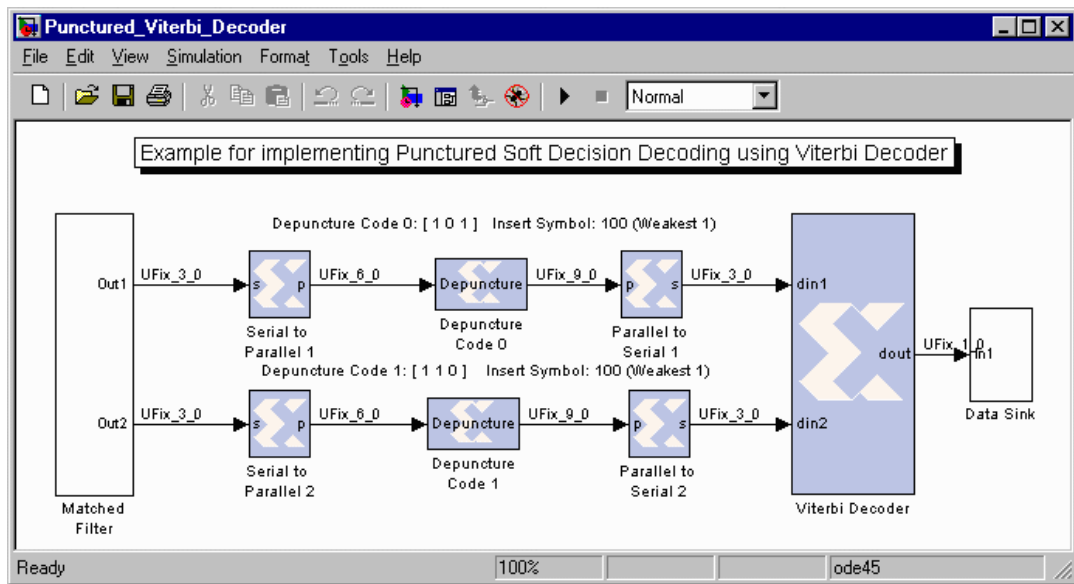 Punctured_Viterbi_Decoder
File Edit View Simulation Format Tools Help
Normal
Example for implementing Punctured Soft Decision Decoding using Viterbi Decoder
Depuncture Code 0: [ 1 0 1 ] Insert Symbol: 100 (Weakest 1)
Out1 UFix_3_0 s p UFix_6_0 Depuncture UFix_9_0 p s UFix_3_0 din1
Serial to Parallel 1
Depuncture Code 0
Parallel to Serial 1
dout UFix_1_0 In1
Data Sink
Depuncture Code 1: [ 1 1 0 ] Insert Symbol: 100 (Weakest 1)
Out2 UFix_3_0 s p UFix_6_0 Depuncture UFix_9_0 p s UFix_3_0 din2
Serial to Parallel 2
Depuncture Code 1
Parallel to Serial 2
Matched Filter
Viterbi Decoder
Ready 100% ode45